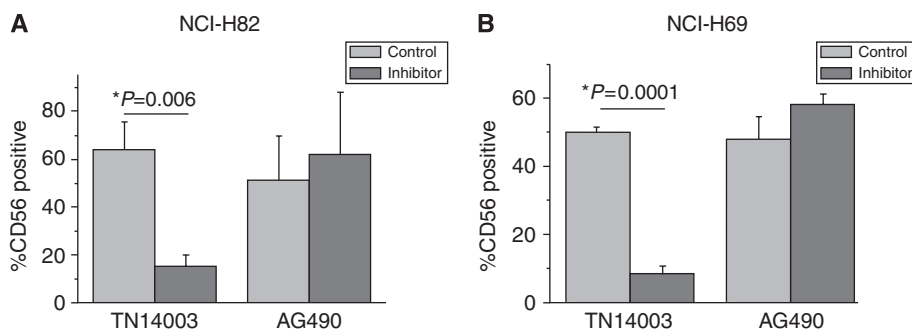 A
NCI-H82
Control
Inhibitor
*P=0.006
%CD56 positive
80
60
40
20
0
TN14003
AG490
B
NCI-H69
Control
Inhibitor
*P=0.0001
%CD56 positive
60
40
20
0
TN14003
AG490